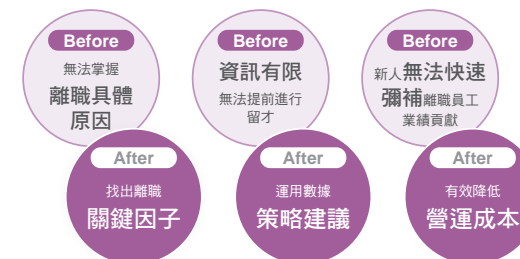 Before
無法掌握
離職具體
原因
Before
資訊有限
無法提前進行
留才
Before
新人無法快速
彌補離職員工
業績貢獻
After
找出離職
關鍵因子
After
運用數據
策略建議
After
有效降低
營運成本